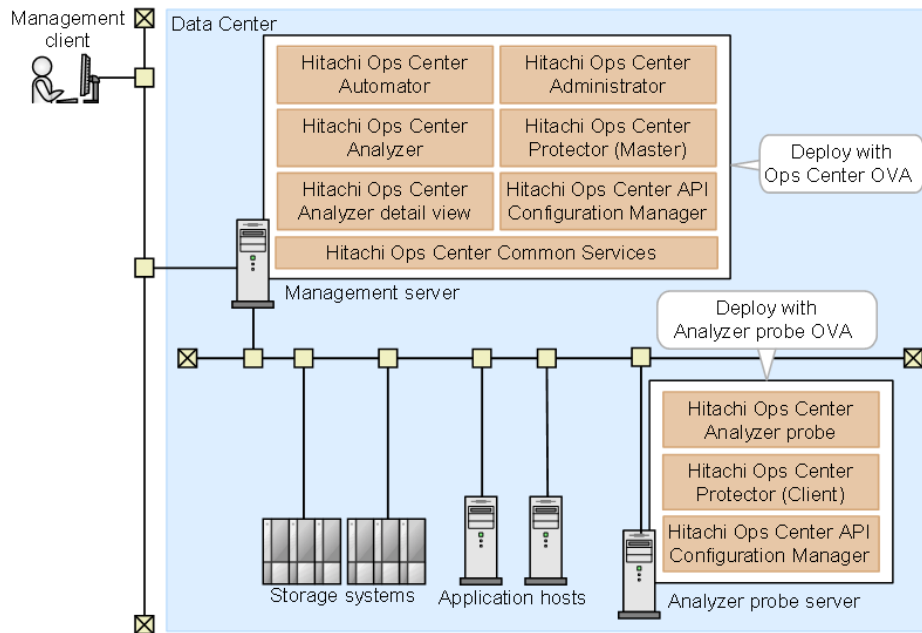 Management
client
Data Center
Hitachi Ops Center
Automator
Hitachi Ops Center
Administrator
Hitachi Ops Center
Analyzer
Hitachi Ops Center
Protector (Master)
Hitachi Ops Center
Analyzer detail view
Hitachi Ops Center API
Configuration Manager
Hitachi Ops Center Common Services
Deploy with
Ops Center OVA
Management server
Deploy with
Analyzer probe OVA
Hitachi Ops Center
Analyzer probe
Hitachi Ops Center
Protector (Client)
Hitachi Ops Center API
Configuration Manager
Storage systems
Application hosts
Analyzer probe server